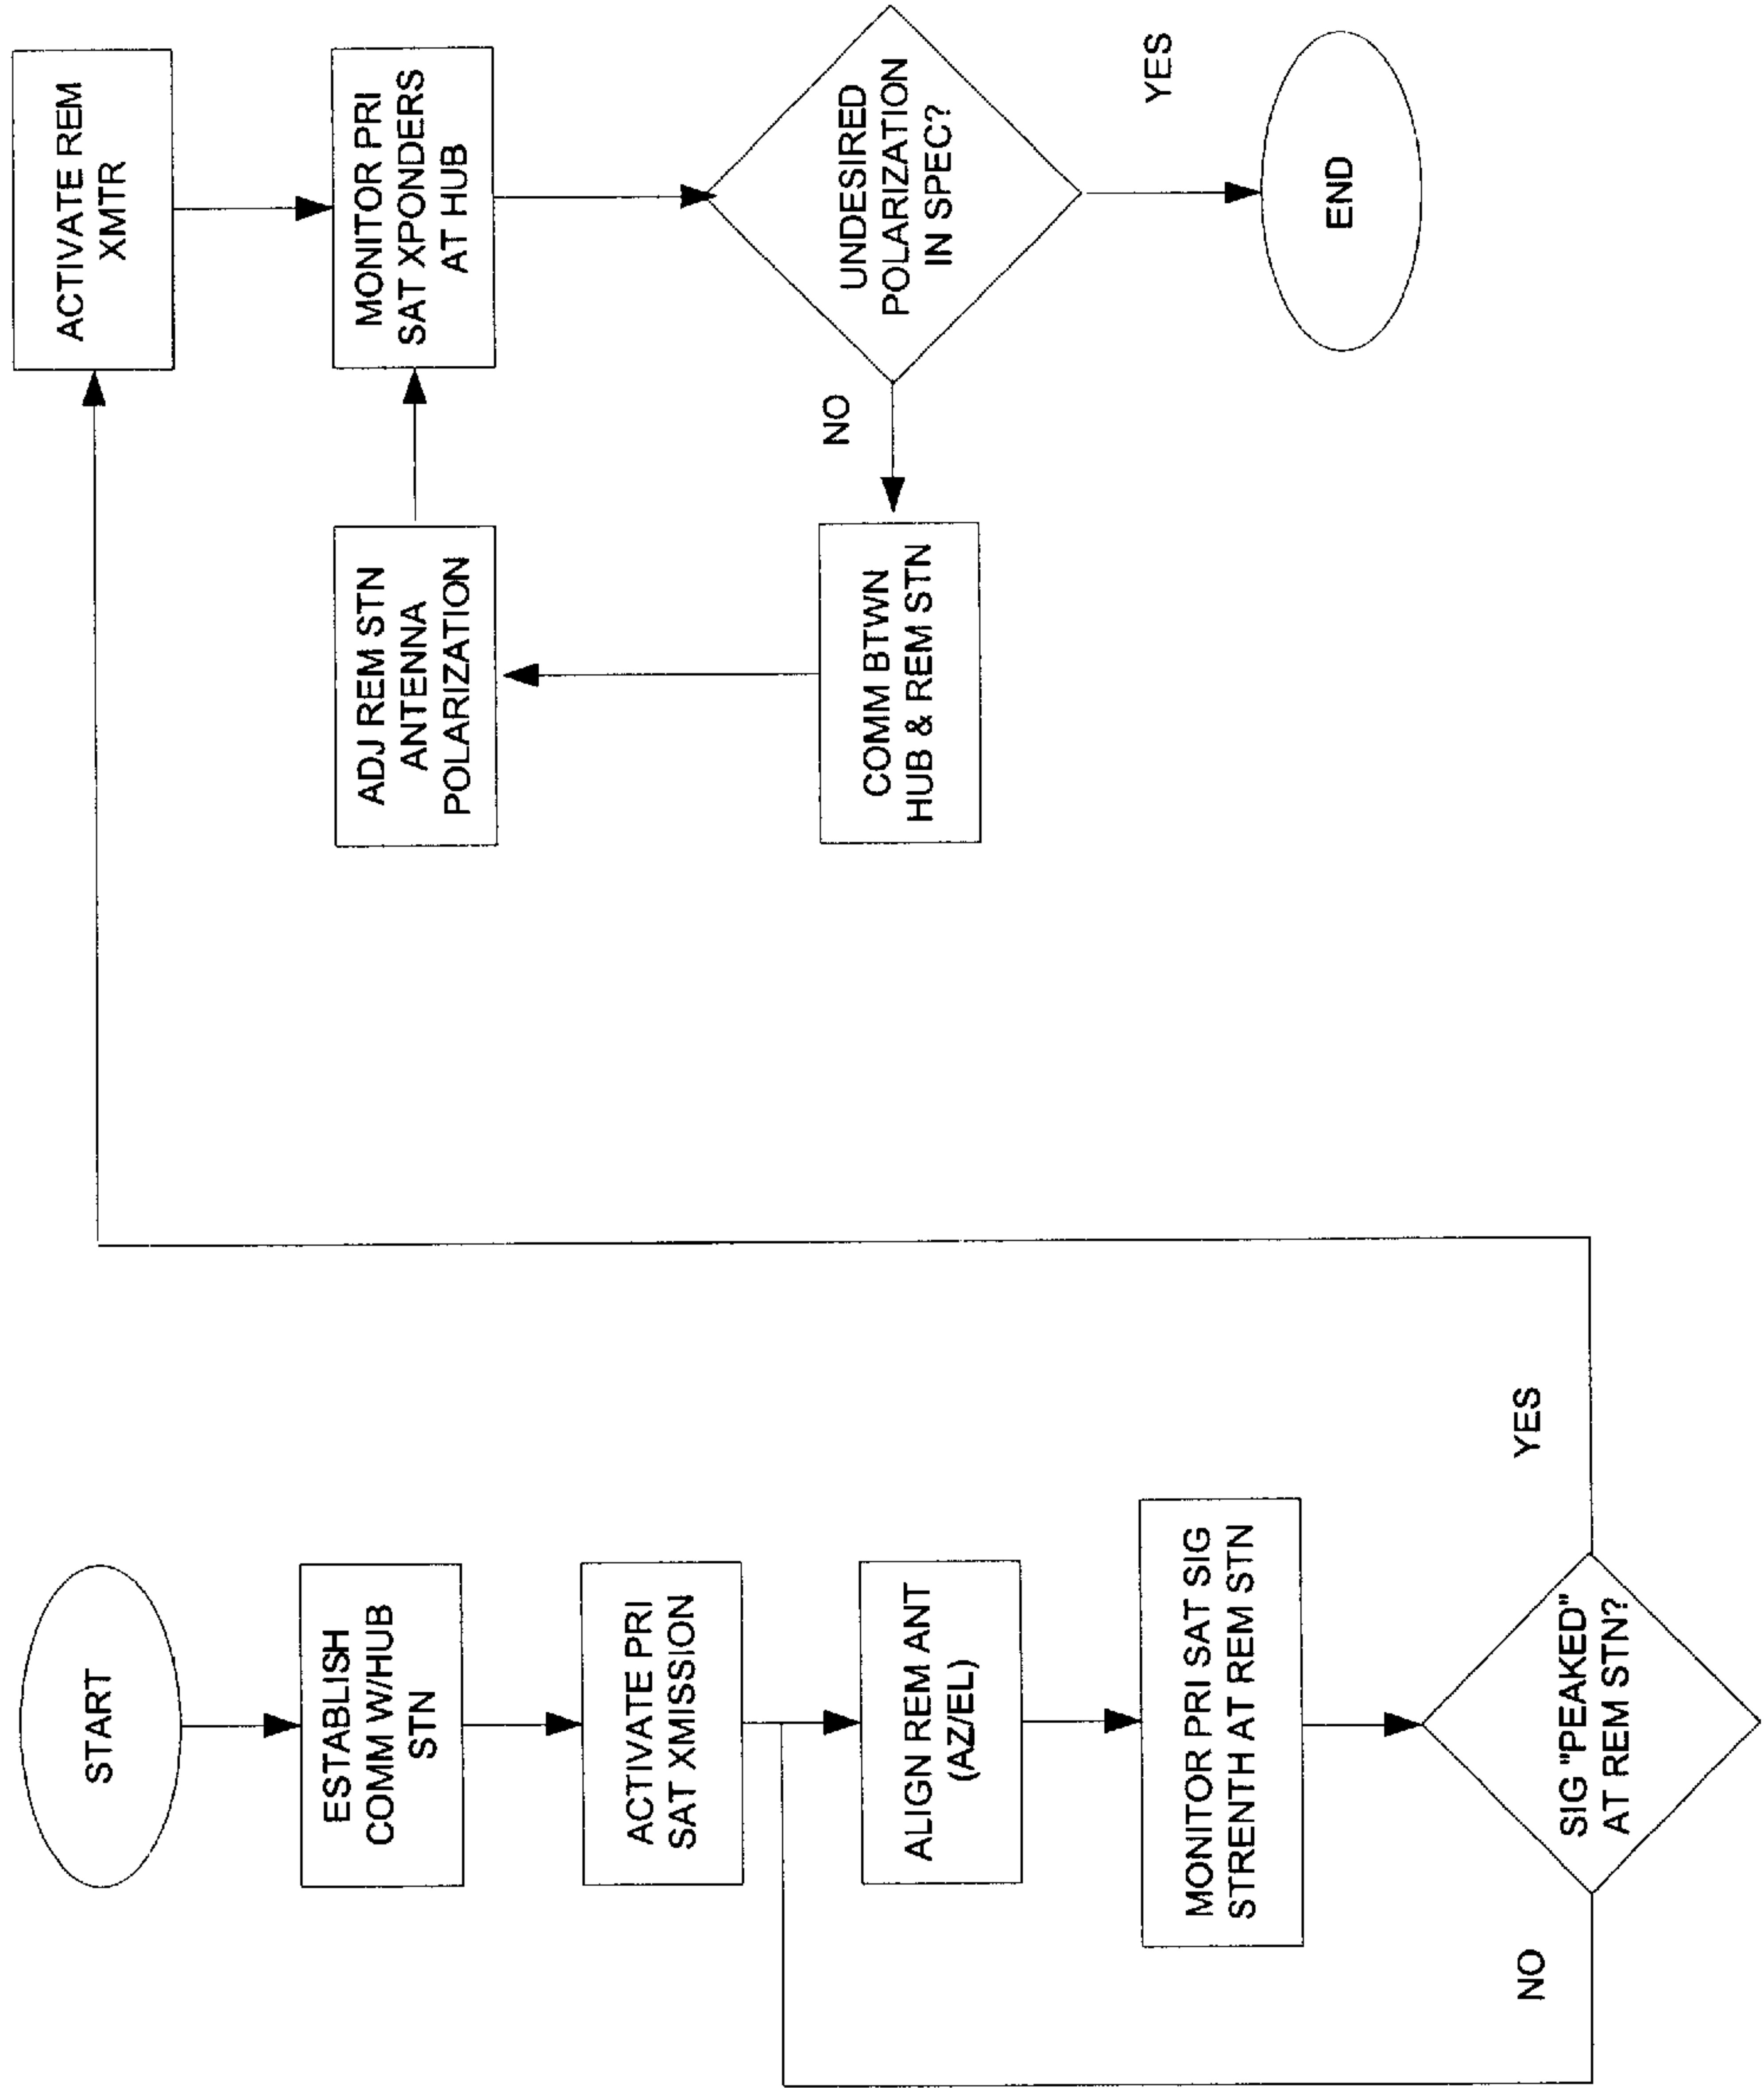 START
ESTABLISH
COMM W/HUB
STN
ACTIVATE PRI
SAT XMISSION
ALIGN REM ANT
(AZ/EL)
MONITOR PRI SAT SIG
STRENTH AT REM STN
SIG "PEAKED"
AT REM STN?
NO
YES
ACTIVATE REM
XMTR
MONITOR PRI
SAT XPONDERS
AT HUB
UNDESIRED
POLARIZATION
IN SPEC?
NO
COMM BTWN
HUB & REM STN
ADJ REM STN
ANTENNA
POLARIZATION
YES
END